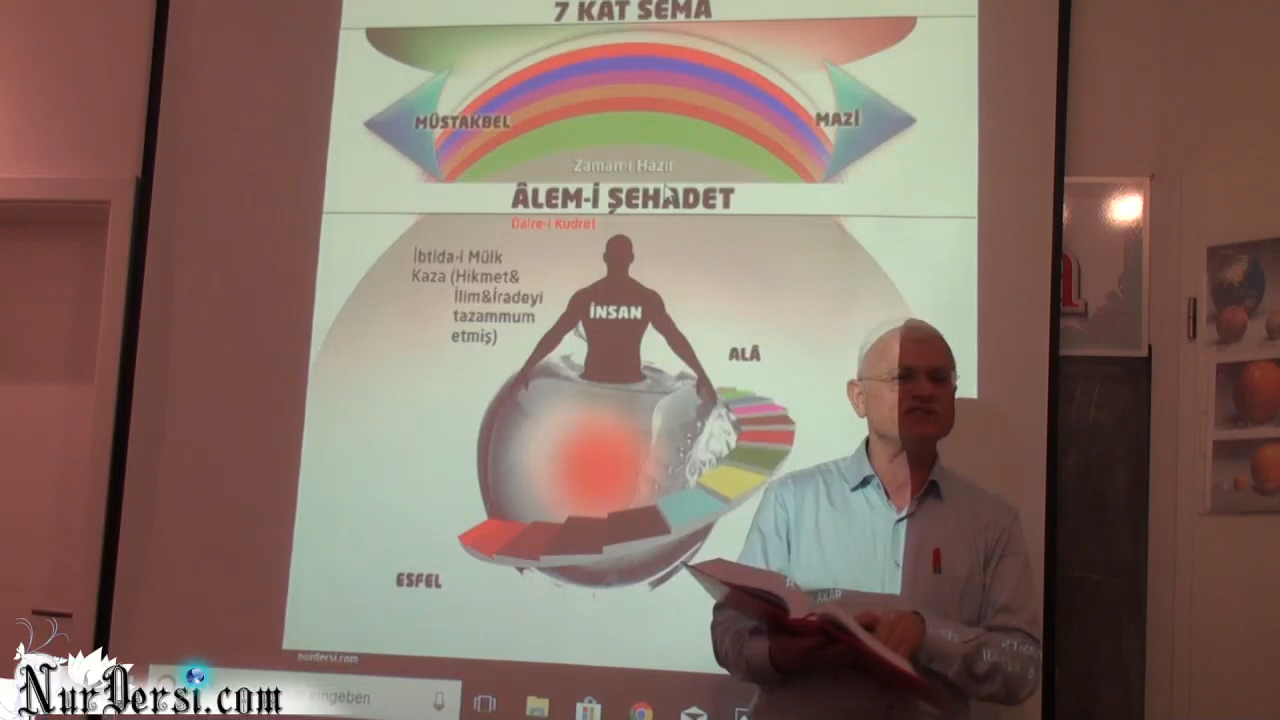 7 KAT SEMA
MÜSTAKBEL
MAZİ
Zaman-ı Hazır
ÂLEM-İ ŞEHADET
Daire-i Kudret
İbtida-i Mülk
Kaza (Hikmet&
İlim&İradeyi
tazammum
etmiş)
İNSAN
ALÂ
ESFEL
nurdersi.com
eingeben
NurDersi.com